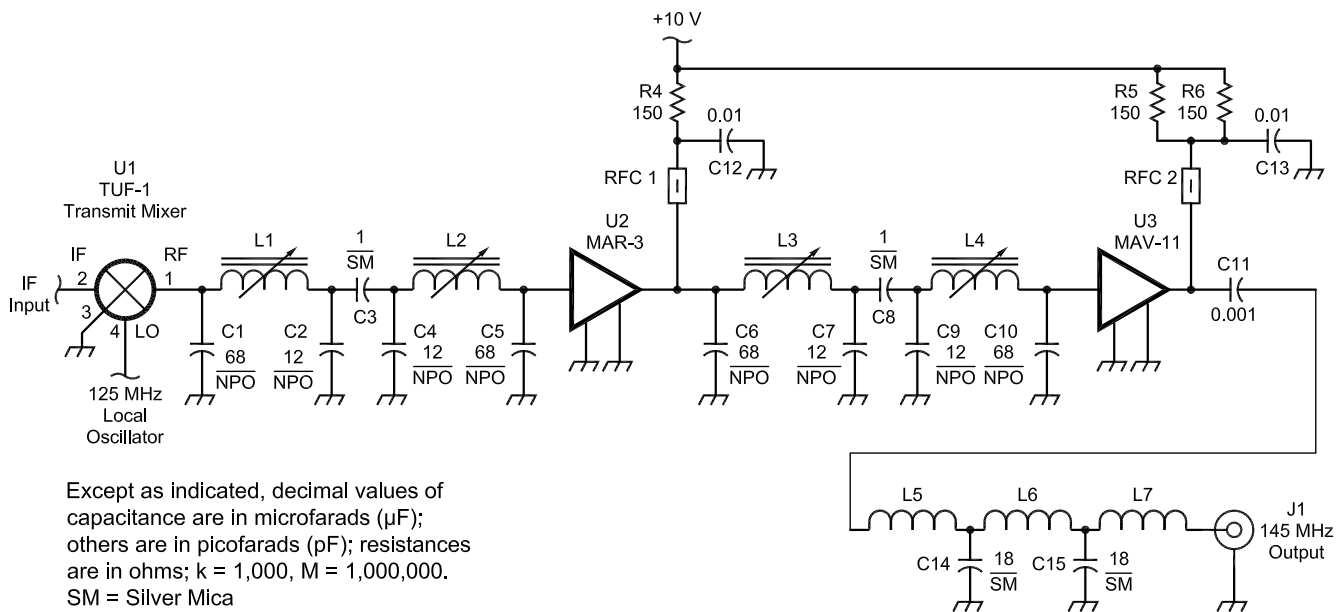 +10 V
R4
150
0.01
C12
RFC 1
R5
150
R6
150
0.01
C13
RFC 2
U1
TUF-1
Transmit Mixer
IF
RF
2
1
3
4
LO
IF
Input
125 MHz
Local
Oscillator
L1
1
SM
C3
L2
C1
68
NPO
C2
12
NPO
C4
12
NPO
C5
68
NPO
U2
MAR-3
L3
1
SM
C8
L4
C6
68
NPO
C7
12
NPO
C9
12
NPO
C10
68
NPO
U3
MAV-11
C11
0.001
L5
L6
L7
C14
18
SM
C15
18
SM
J1
145 MHz
Output
Except as indicated, decimal values of
capacitance are in microfarads (µF);
others are in picofarads (pF); resistances
are in ohms; k = 1,000, M = 1,000,000.
SM = Silver Mica